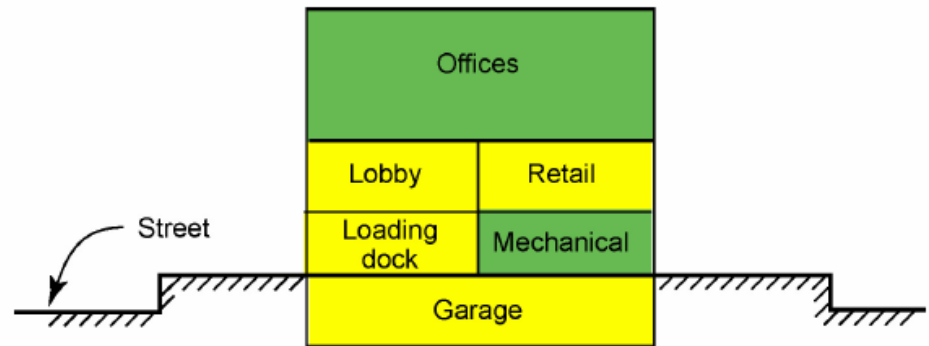 Offices
Lobby
Retail
Street
Loading
dock
Mechanical
Garage